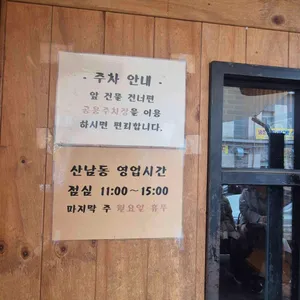 - 주차 안내 -
앞 건물 건너편
공용주차장을 이용
하시면 편리합니다.
산남동 영업시간
점심 11:00~15:00
마지막 주 월요일 휴무